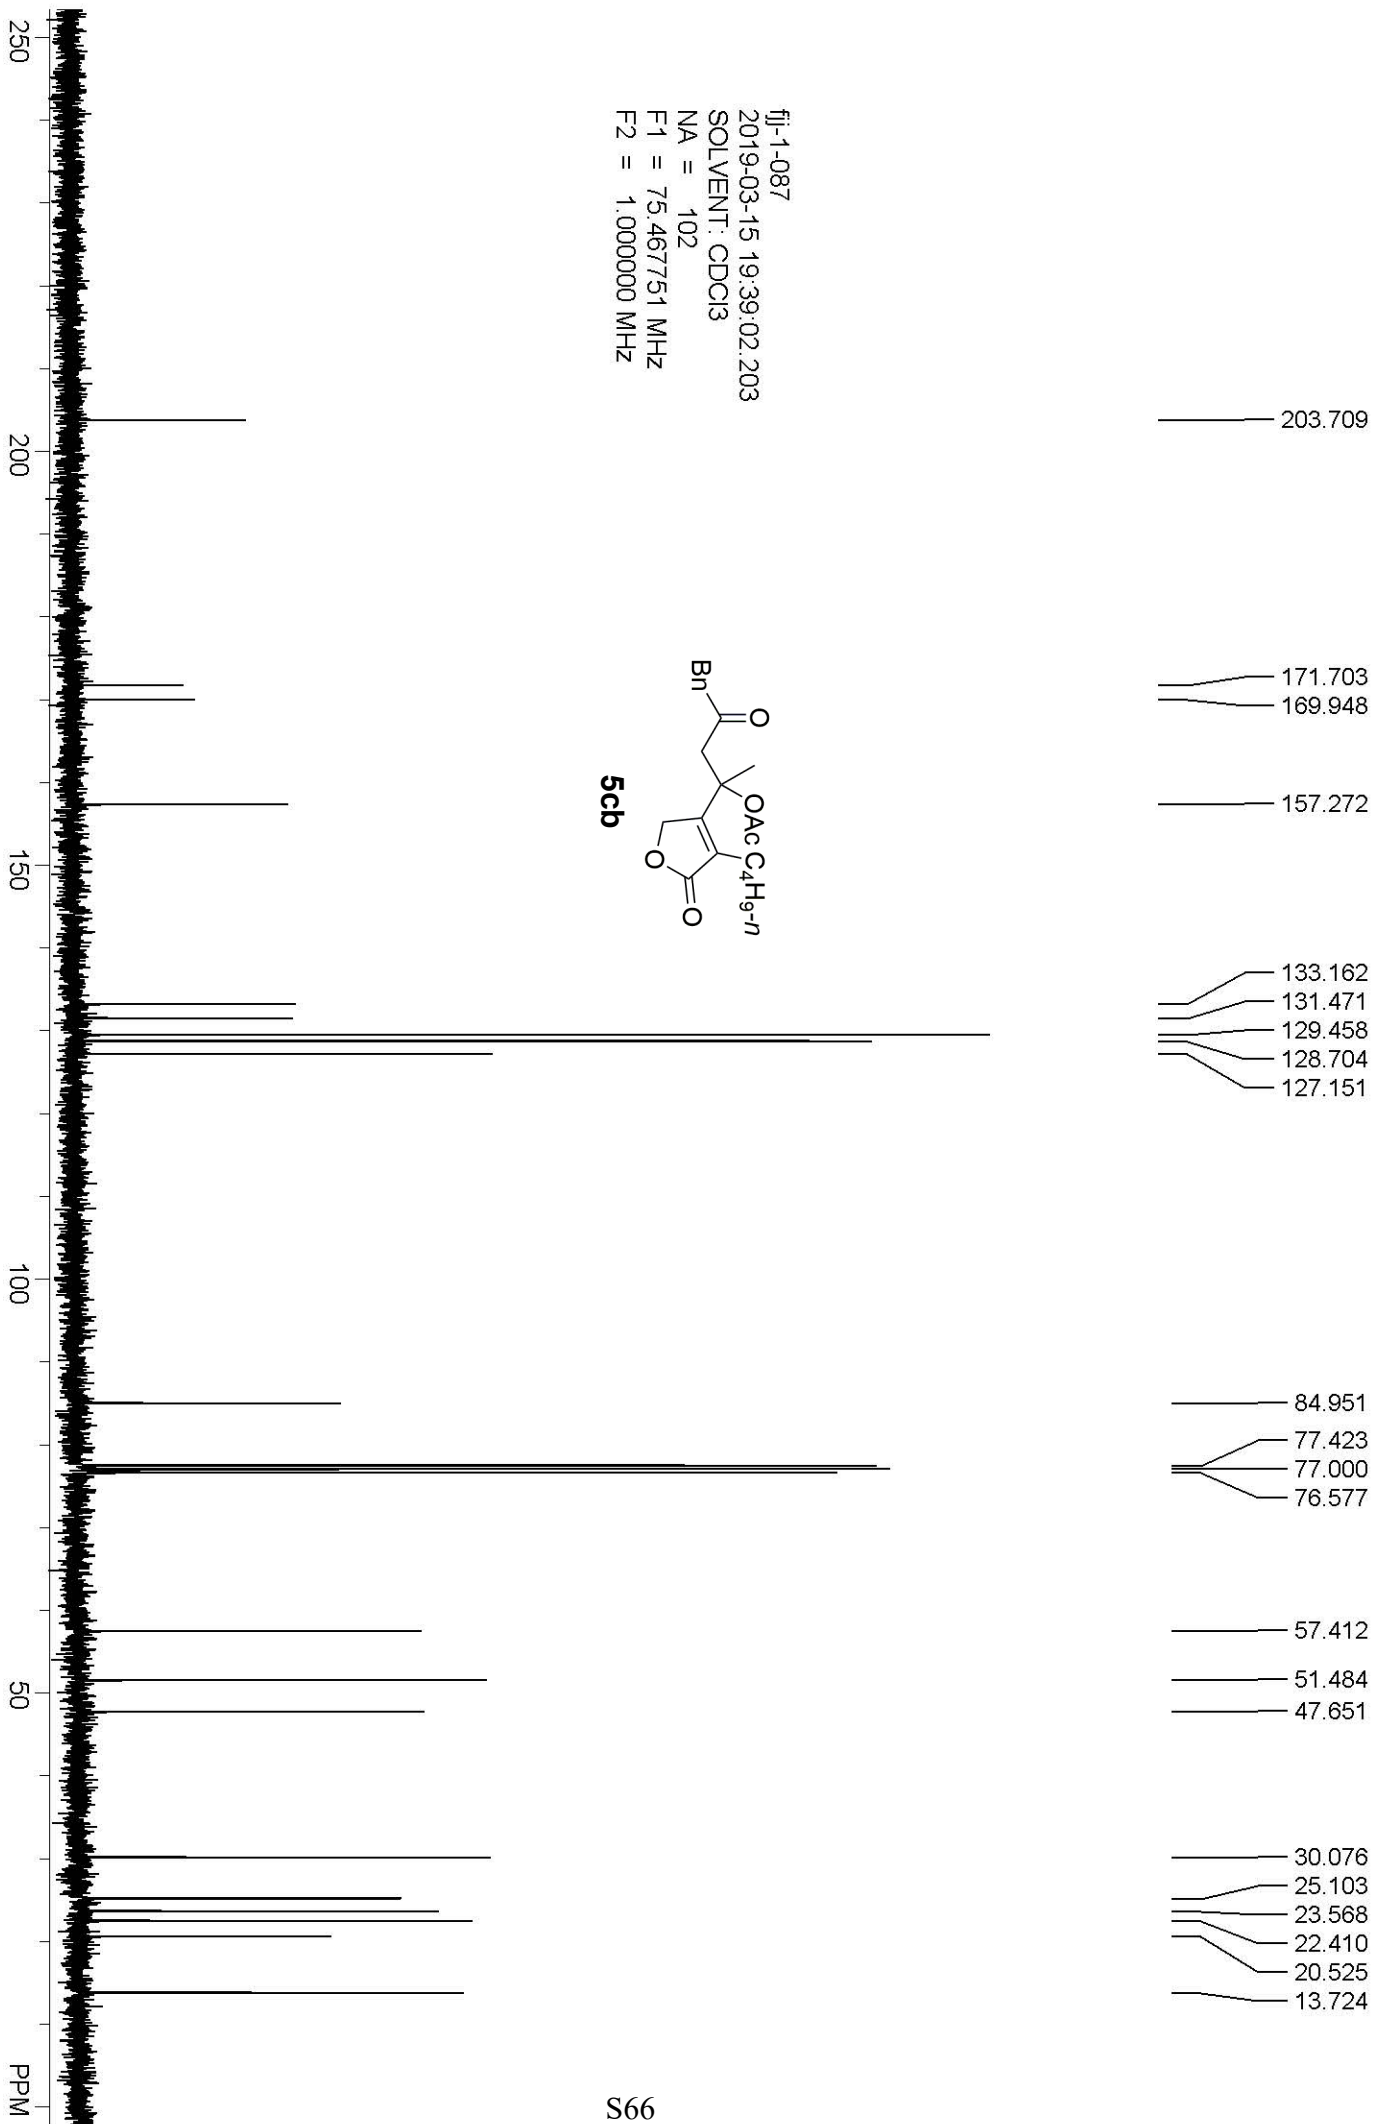 fjj-1-087
2019-03-15 19:39:02.203
SOLVENT: CDCl3
NA = 102
F1 = 75.467751 MHz
F2 = 1.000000 MHz
203.709
171.703
169.948
157.272
133.162
131.471
129.458
128.704
127.151
84.951
77.423
77.000
76.577
57.412
51.484
47.651
30.076
25.103
23.568
22.410
20.525
13.724
Bn
O
OAc
C4H9-n
O
O
5cb
250
200
150
100
50
PPM
S66